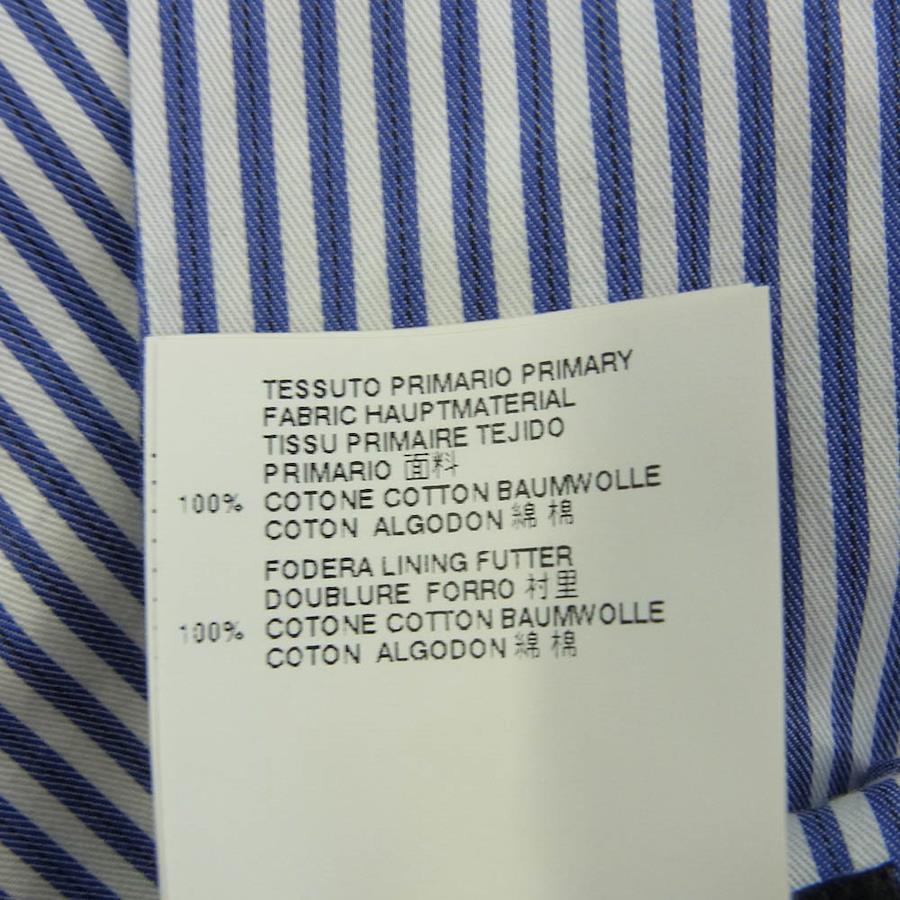 TESSUTO PRIMARIO PRIMARY
FABRIC HAUPTMATERIAL
TISSU PRIMAIRE TEJIDO
PRIMARIO 面料
100% COTONE COTTON BAUMWOLLE
COTON ALGODON 綿 棉
FODERA LINING FUTTER
DOUBLURE FORRO 衬里
100% COTONE COTTON BAUMWOLLE
COTON ALGODON 綿 棉